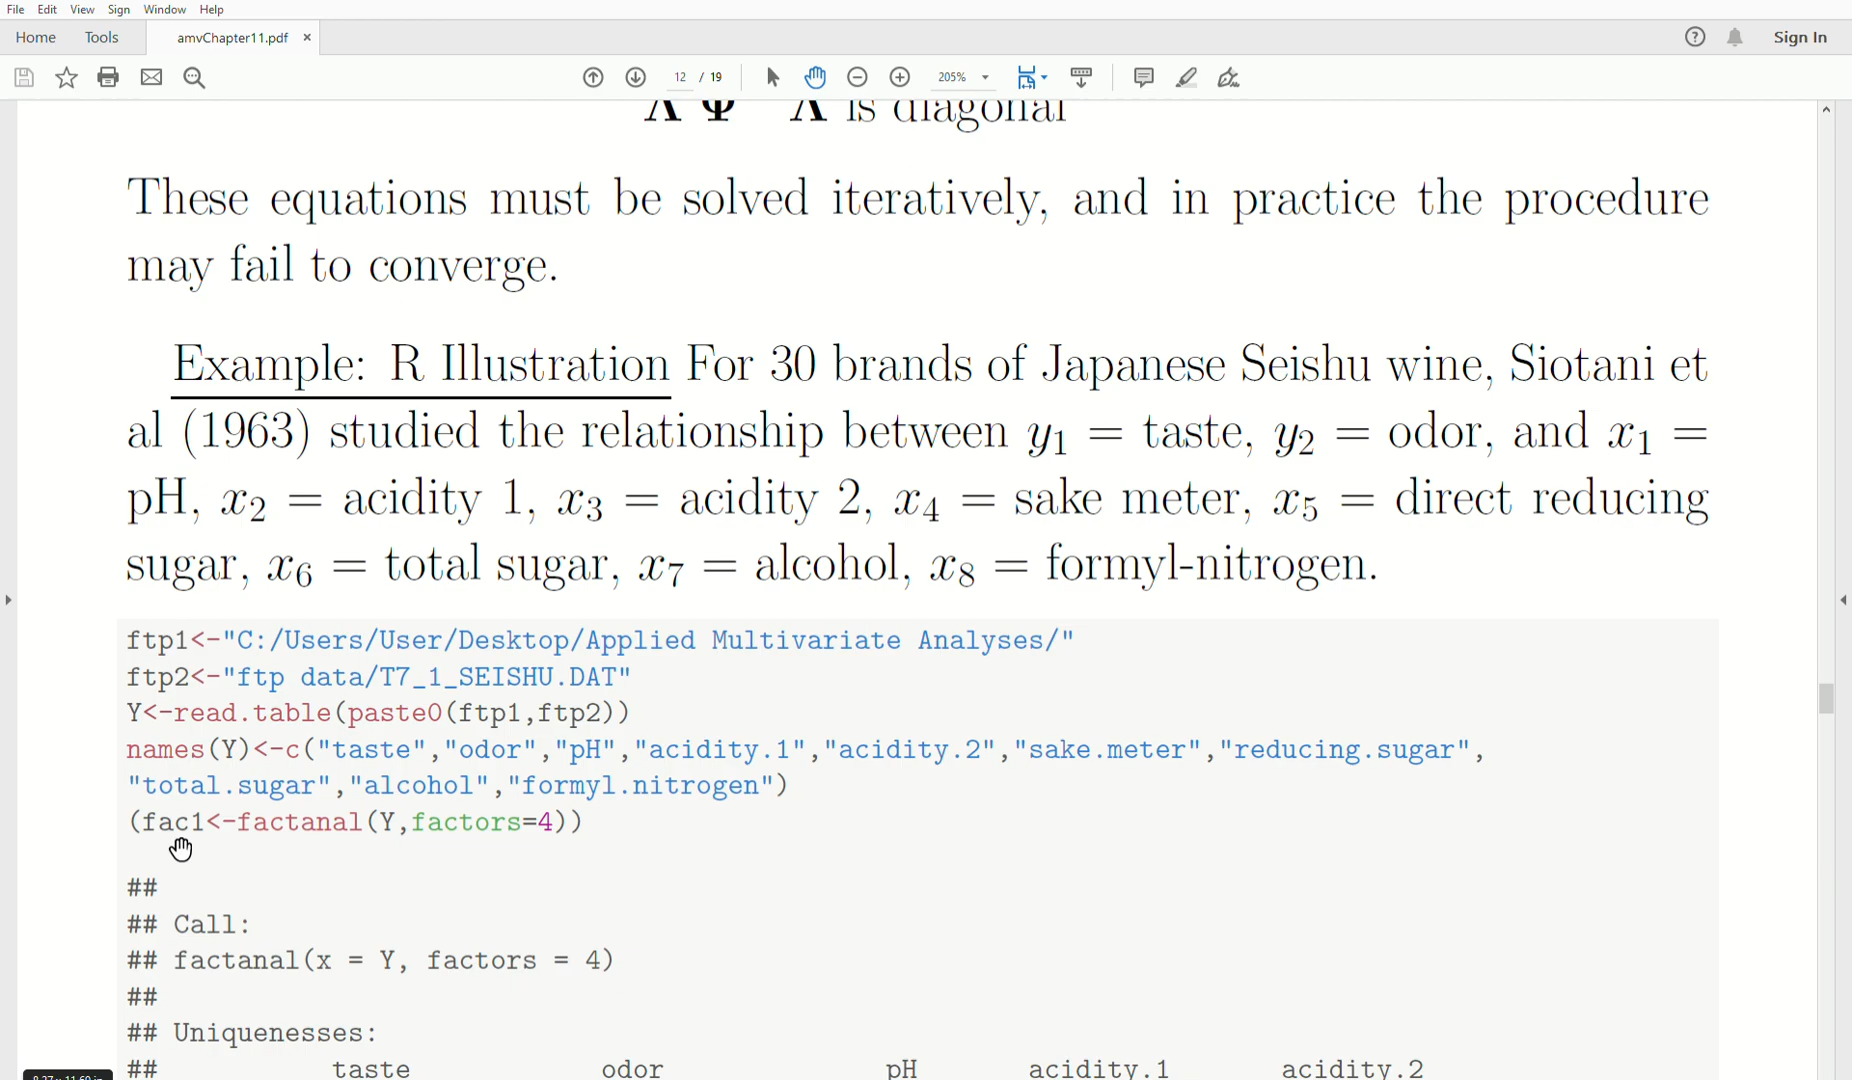 File Edit View Sign Window Help
Home Tools amvChapter11.pdf × Sign In
12 / 19 205%
Λ Ψ Λ is diagonal
These equations must be solved iteratively, and in practice the procedure
may fail to converge.
Example: R Illustration For 30 brands of Japanese Seishu wine, Siotani et
al (1963) studied the relationship between y₁ = taste, y₂ = odor, and x₁ =
pH, x₂ = acidity 1, x₃ = acidity 2, x₄ = sake meter, x₅ = direct reducing
sugar, x₆ = total sugar, x₇ = alcohol, x₈ = formyl-nitrogen.
ftp1<-"C:/Users/User/Desktop/Applied Multivariate Analyses/"
ftp2<-"ftp data/T7_1_SEISHU.DAT"
Y<-read.table(paste0(ftp1,ftp2))
names(Y)<-c("taste","odor","pH","acidity.1","acidity.2","sake.meter","reducing.sugar",
"total.sugar","alcohol","formyl.nitrogen")
(fac1<-factanal(Y,factors=4))
##
## Call:
## factanal(x = Y, factors = 4)
##
## Uniquenesses:
## taste odor pH acidity.1 acidity.2